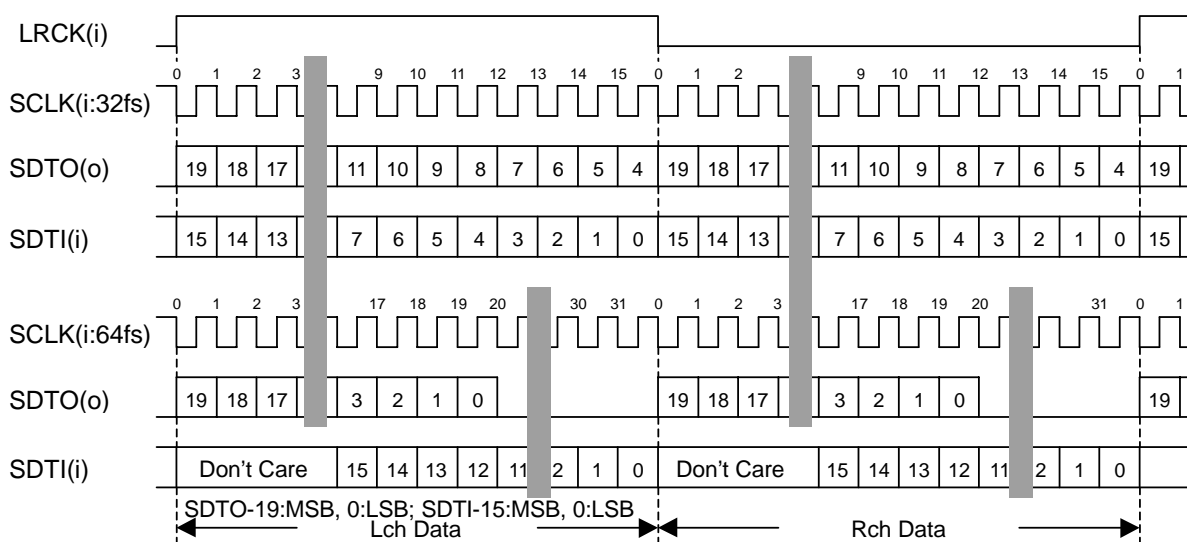 LRCK(i)
0 1 2 3 9 10 11 12 13 14 15 0 1 2 9 10 11 12 13 14 15 0 1
SCLK(i:32fs)
SDTO(o) 19 18 17 11 10 9 8 7 6 5 4 19 18 17 11 10 9 8 7 6 5 4 19
SDTI(i) 15 14 13 7 6 5 4 3 2 1 0 15 14 13 7 6 5 4 3 2 1 0 15
0 1 2 3 17 18 19 20 30 31 0 1 2 3 17 18 19 20 31 0 1
SCLK(i:64fs)
SDTO(o) 19 18 17 3 2 1 0 19 18 17 3 2 1 0 19
SDTI(i) Don't Care 15 14 13 12 11 2 1 0 Don't Care 15 14 13 12 11 2 1 0
SDTO-19:MSB, 0:LSB; SDTI-15:MSB, 0:LSB
Lch Data Rch Data